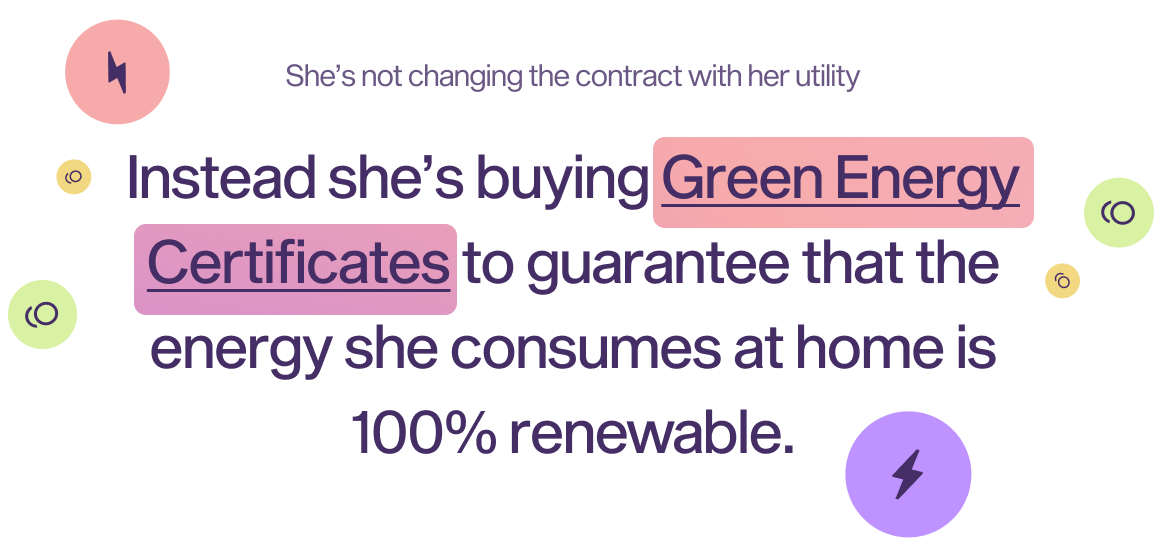 She’s not changing the contract with her utility
Instead she’s buying Green Energy
Certificates to guarantee that the
energy she consumes at home is
100% renewable.